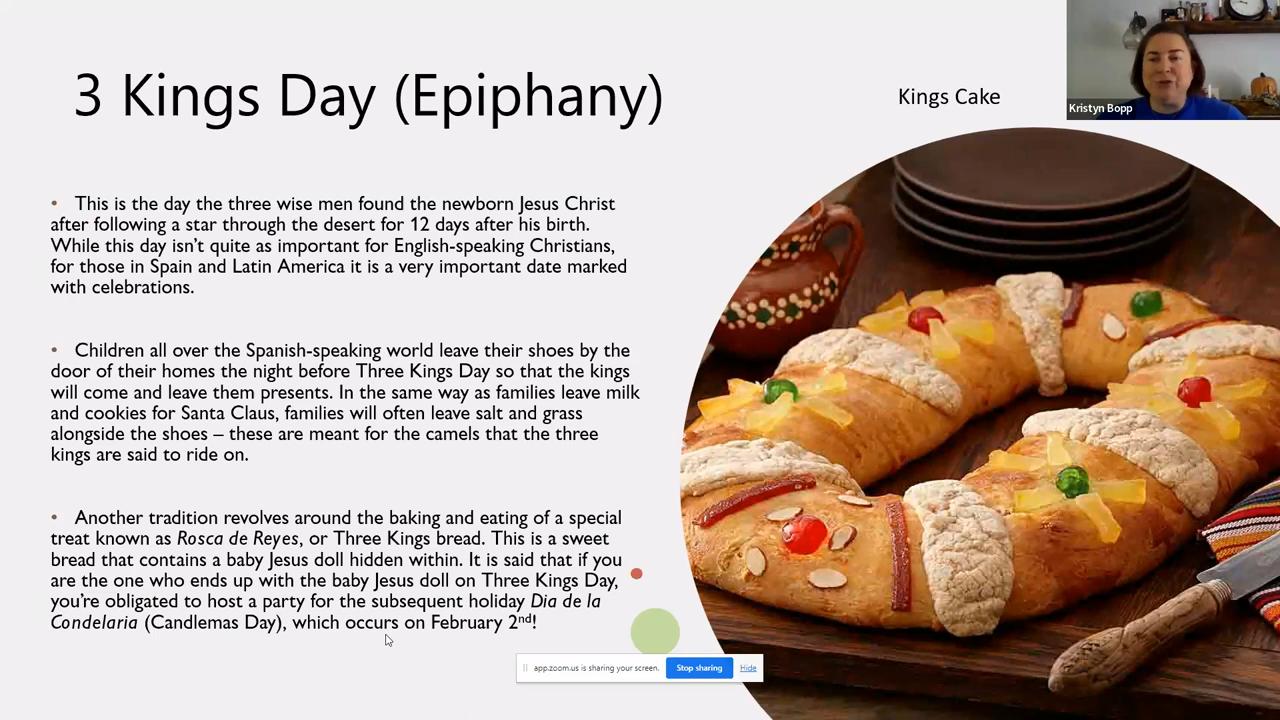 3 Kings Day (Epiphany)
Kings Cake
Kristyn Bopp
• This is the day the three wise men found the newborn Jesus Christ
after following a star through the desert for 12 days after his birth.
While this day isn't quite as important for English-speaking Christians,
for those in Spain and Latin America it is a very important date marked
with celebrations.
• Children all over the Spanish-speaking world leave their shoes by the
door of their homes the night before Three Kings Day so that the kings
will come and leave them presents. In the same way as families leave milk
and cookies for Santa Claus, families will often leave salt and grass
alongside the shoes – these are meant for the camels that the three
kings are said to ride on.
• Another tradition revolves around the baking and eating of a special
treat known as Rosca de Reyes, or Three Kings bread. This is a sweet
bread that contains a baby Jesus doll hidden within. It is said that if you
are the one who ends up with the baby Jesus doll on Three Kings Day,
you're obligated to host a party for the subsequent holiday Dia de la
Condelaria (Candlemas Day), which occurs on February 2nd!
app.zoom.us is sharing your screen. Stop sharing Hide